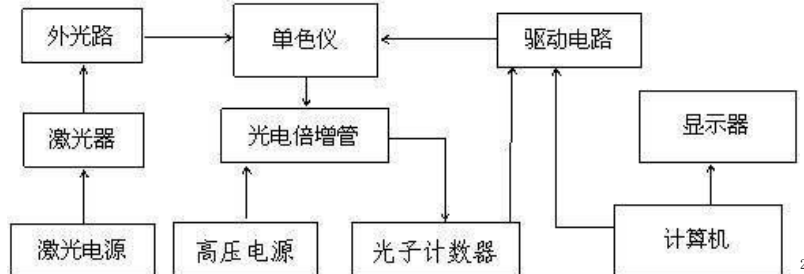 外光路
单色仪
驱动电路
激光器
光电倍增管
显示器
激光电源
高压电源
光子计数器
计算机
2